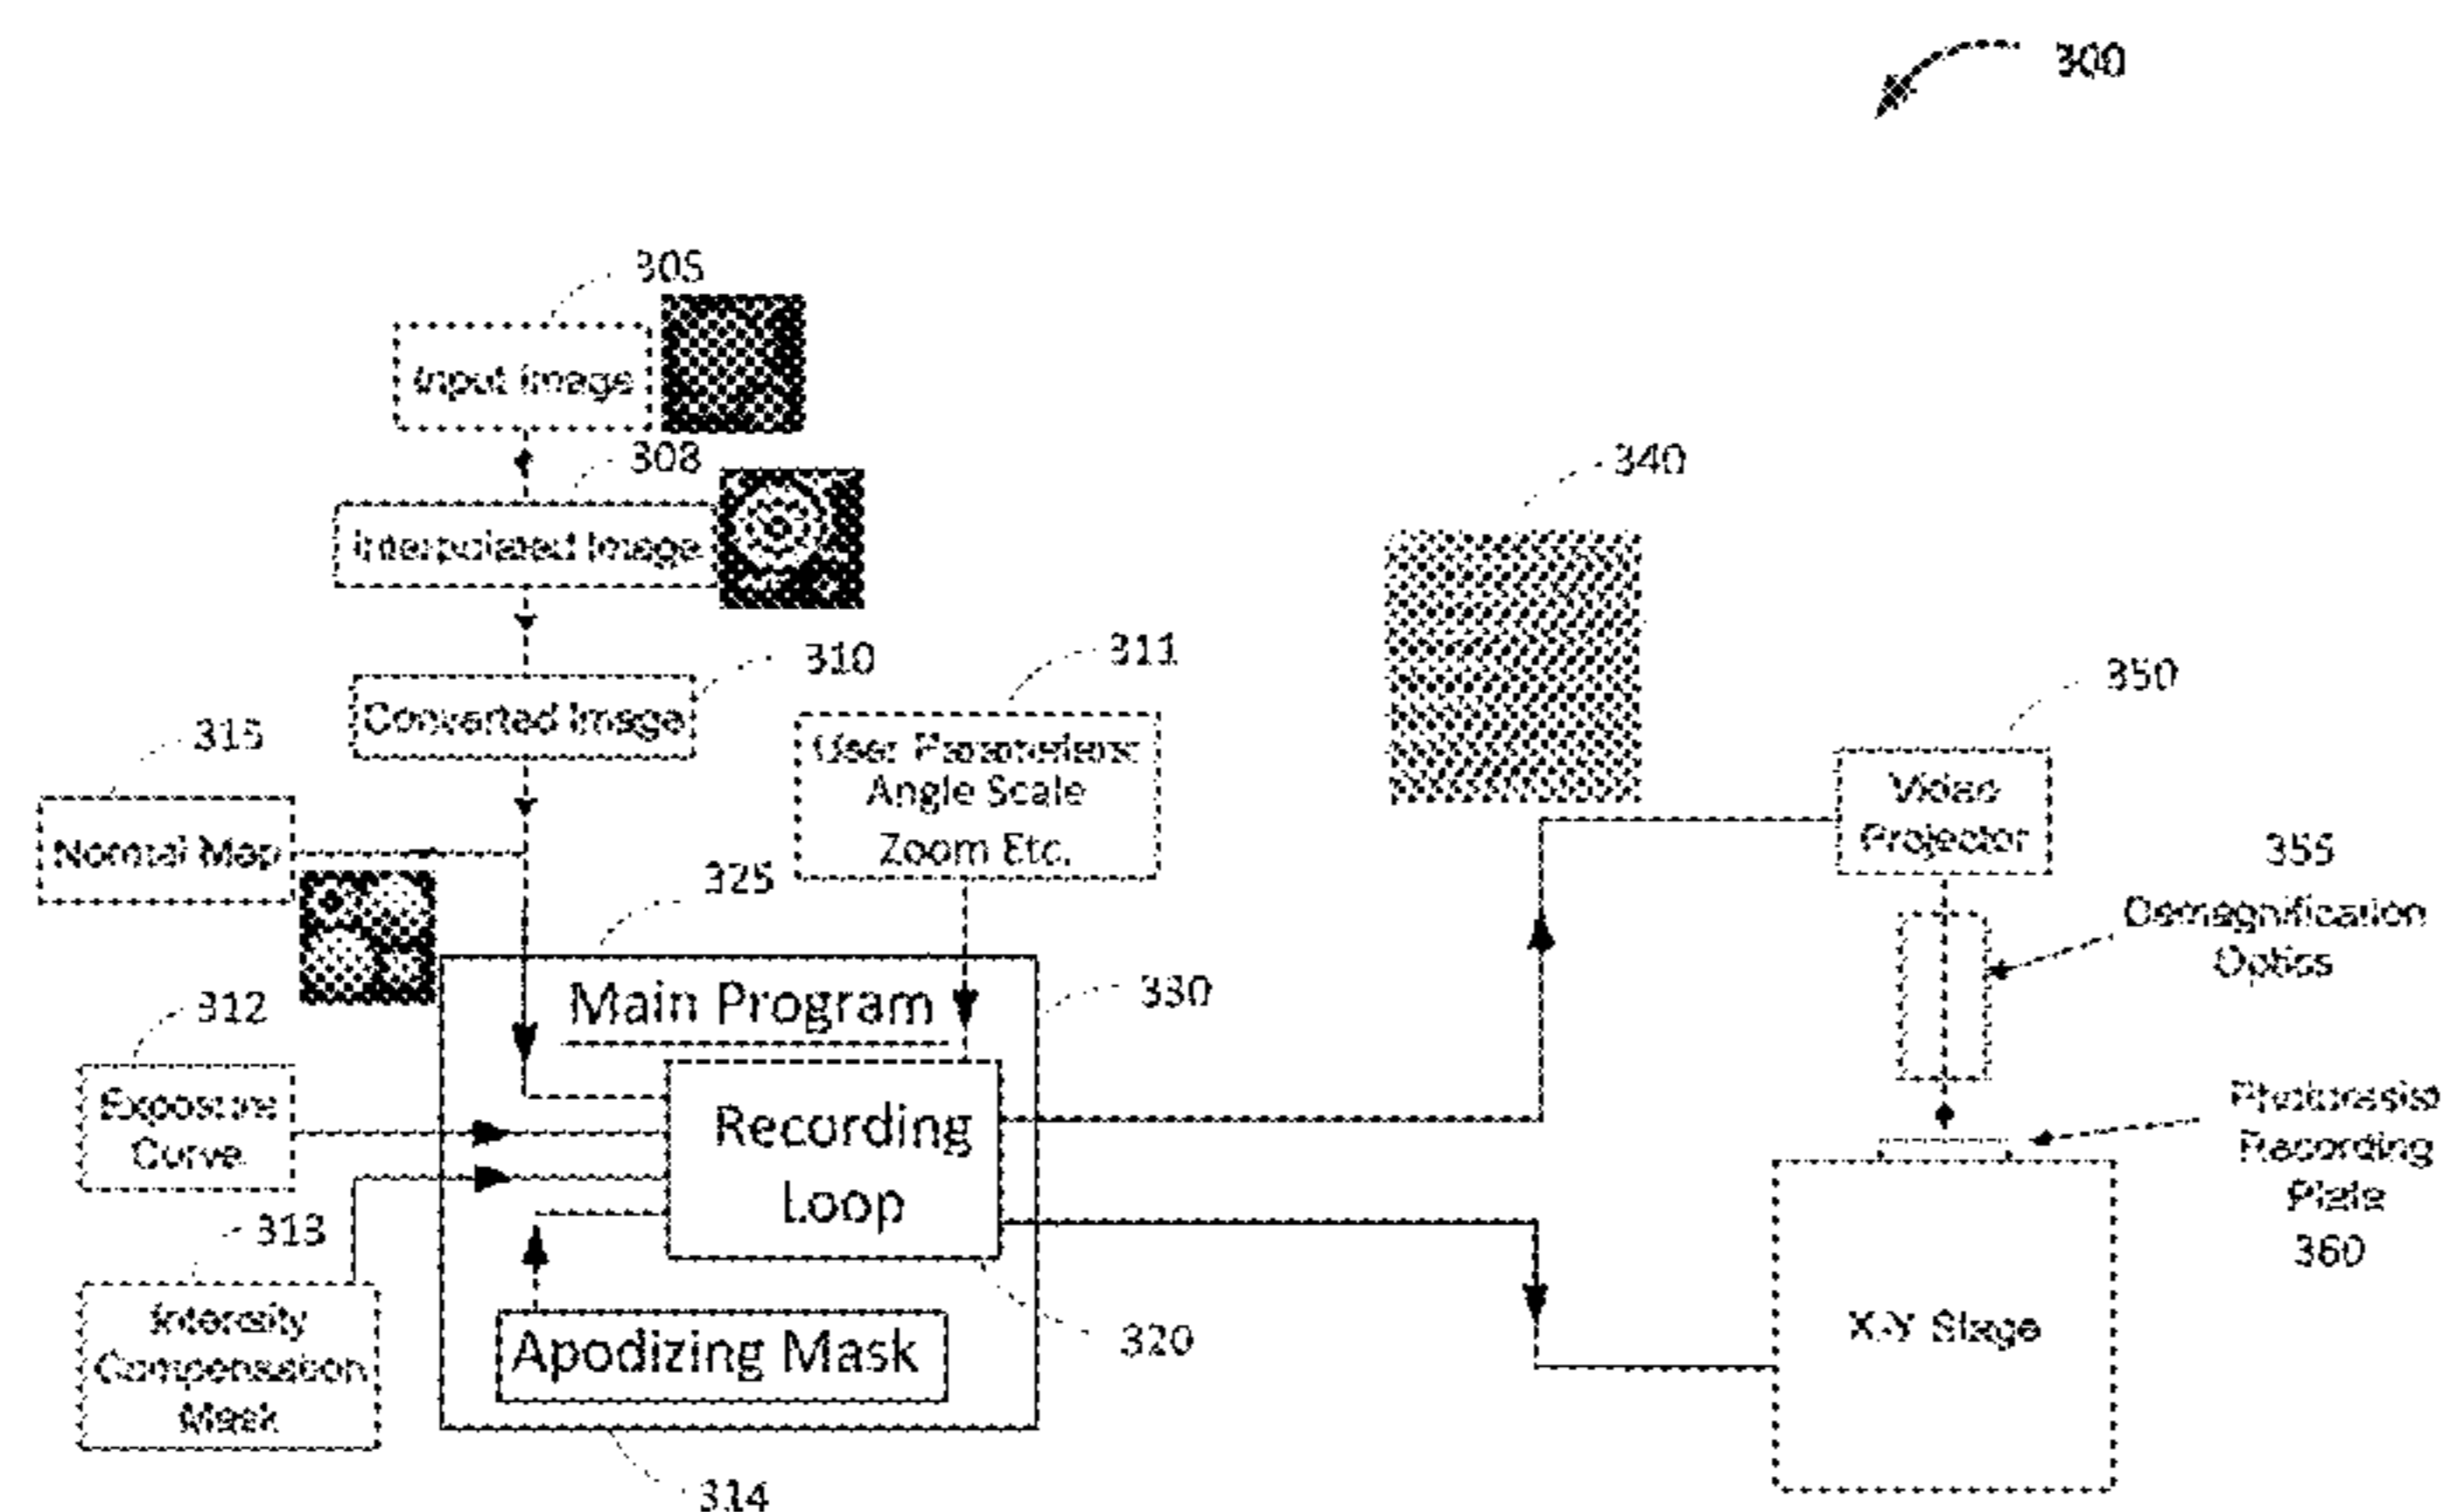 300
305
Input Image
308
Interpolated Image
310
Converted Image
311
User Parameters:
Angle Scale
Zoom Etc.
315
Normal Map
325
Main Program
330
312
Exposure
Curve
Recording
Loop
313
Intensity
Compensation
Mask
Apodizing Mask
320
314
340
350
Video
Projector
355
Demagnification
Optics
Photoresist
Recording
Plate
360
X-Y Stage